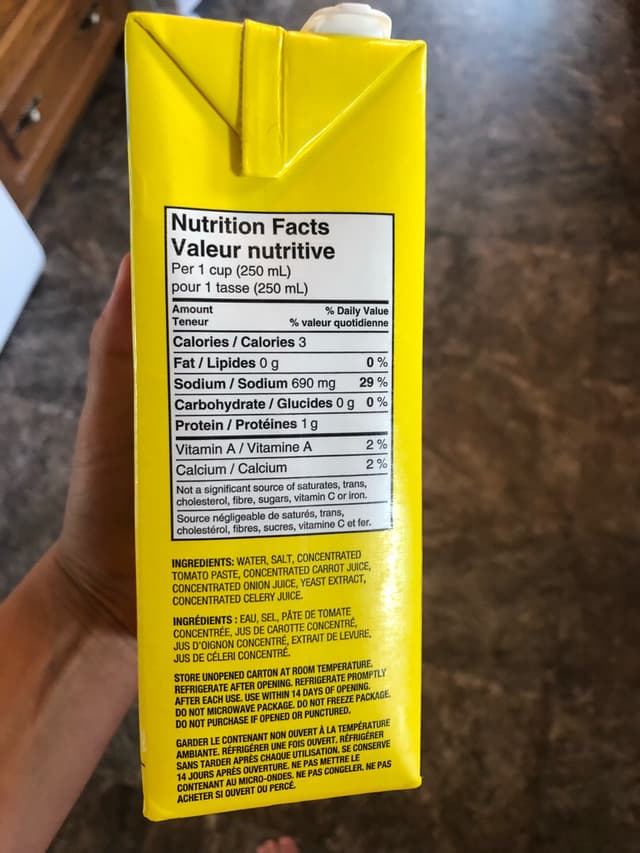 Nutrition Facts
Valeur nutritive
Per 1 cup (250 mL)
pour 1 tasse (250 mL)
Amount % Daily Value
Teneur % valeur quotidienne
Calories / Calories 3
Fat / Lipides 0 g 0 %
Sodium / Sodium 690 mg 29 %
Carbohydrate / Glucides 0 g 0 %
Protein / Protéines 1 g
Vitamin A / Vitamine A 2 %
Calcium / Calcium 2 %
Not a significant source of saturates, trans,
cholesterol, fibre, sugars, vitamin C or iron.
Source négligeable de saturés, trans,
cholestérol, fibres, sucres, vitamine C et fer.
INGREDIENTS: WATER, SALT, CONCENTRATED
TOMATO PASTE, CONCENTRATED CARROT JUICE,
CONCENTRATED ONION JUICE, YEAST EXTRACT,
CONCENTRATED CELERY JUICE.
INGRÉDIENTS : EAU, SEL, PÂTE DE TOMATE
CONCENTRÉE, JUS DE CAROTTE CONCENTRÉ,
JUS D'OIGNON CONCENTRÉ, EXTRAIT DE LEVURE,
JUS DE CÉLERI CONCENTRÉ.
STORE UNOPENED CARTON AT ROOM TEMPERATURE.
REFRIGERATE AFTER OPENING. REFRIGERATE PROMPTLY
AFTER EACH USE. USE WITHIN 14 DAYS OF OPENING.
DO NOT MICROWAVE PACKAGE. DO NOT FREEZE PACKAGE.
DO NOT PURCHASE IF OPENED OR PUNCTURED.
GARDER LE CONTENANT NON OUVERT À LA TEMPÉRATURE
AMBIANTE. RÉFRIGÉRER UNE FOIS OUVERT. RÉFRIGÉRER
SANS TARDER APRÈS CHAQUE UTILISATION. SE CONSERVE
14 JOURS APRÈS OUVERTURE. NE PAS METTRE LE
CONTENANT AU MICRO-ONDES. NE PAS CONGELER. NE PAS
ACHETER SI OUVERT OU PERCÉ.